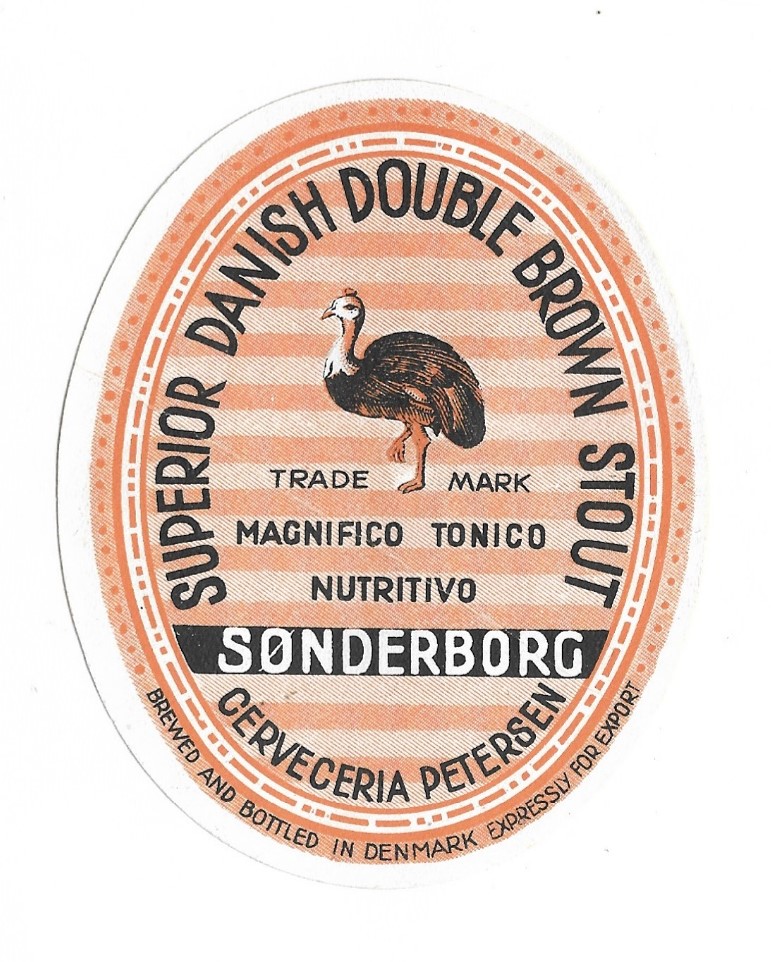 SUPERIOR DANISH DOUBLE BROWN STOUT
TRADE MARK
MAGNIFICO TONICO
NUTRITIVO
SØNDERBORG
CERVECERIA PETERSEN
BREWED AND BOTTLED IN DENMARK EXPRESSLY FOR EXPORT